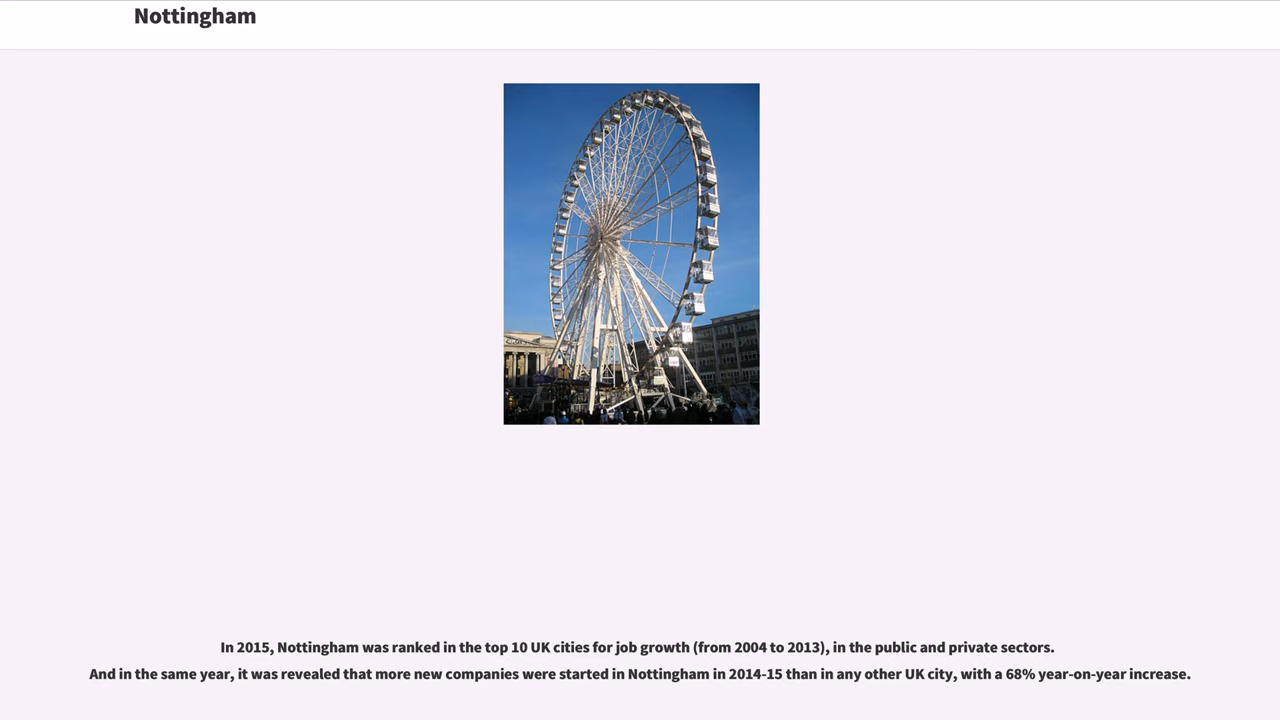 Nottingham
In 2015, Nottingham was ranked in the top 10 UK cities for job growth (from 2004 to 2013), in the public and private sectors.
And in the same year, it was revealed that more new companies were started in Nottingham in 2014-15 than in any other UK city, with a 68% year-on-year increase.